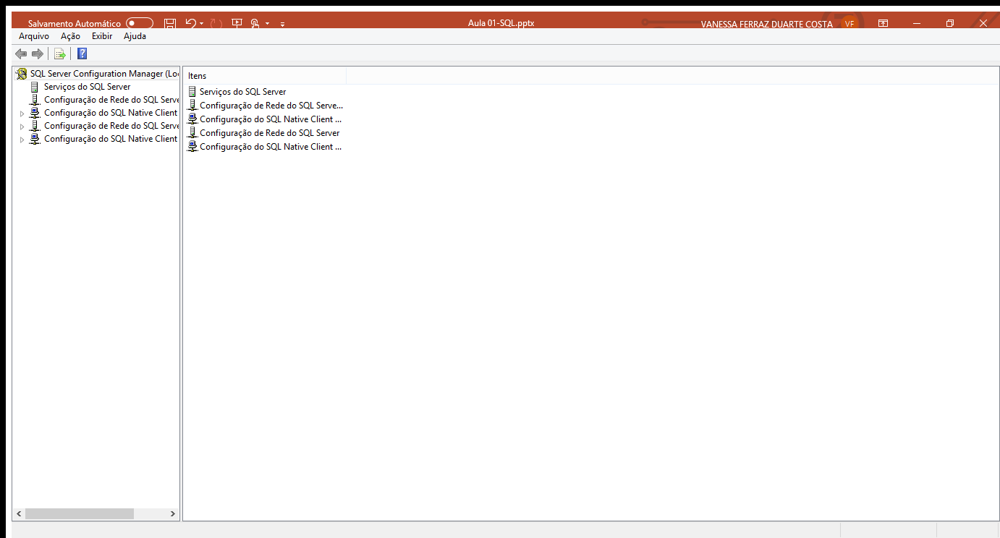 Salvamento Automático
Aula 01-SQL.pptx
VANESSA FERRAZ DUARTE COSTA
VF
Arquivo Ação Exibir Ajuda
SQL Server Configuration Manager (Loc
Serviços do SQL Server
Configuração de Rede do SQL Serve
Configuração do SQL Native Client
Configuração de Rede do SQL Serve
Configuração do SQL Native Client
Itens
Serviços do SQL Server
Configuração de Rede do SQL Serve...
Configuração do SQL Native Client ...
Configuração de Rede do SQL Server
Configuração do SQL Native Client ...